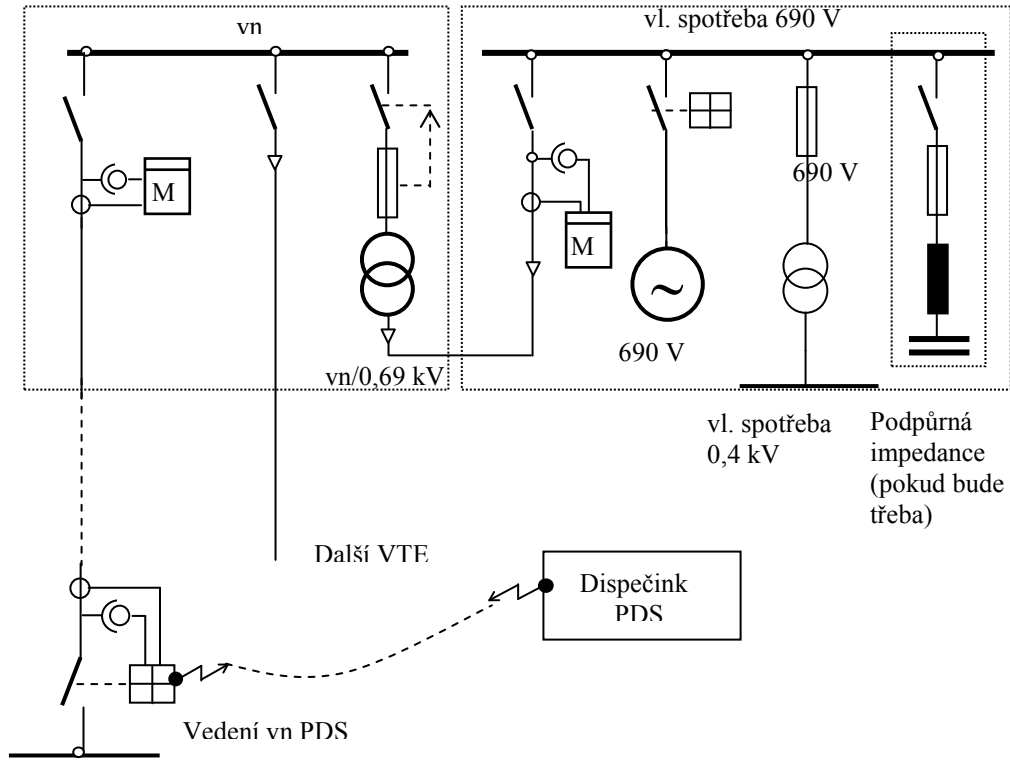 vn
vl. spotřeba 690 V
M
M
690 V
690 V
vn/0,69 kV
vl. spotřeba
0,4 kV
Podpůrná
impedance
(pokud bude
třeba)
Další VTE
Dispečink
PDS
Vedení vn PDS